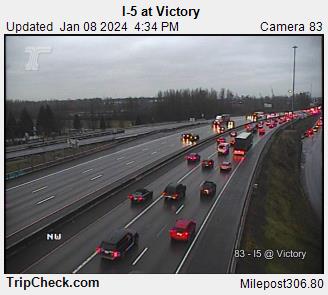 I-5 at Victory
Updated Jan 08 2024 4:34 PM Camera 83
NW
83 - I5 @ Victory
TripCheck.com Milepost306.80